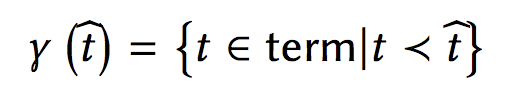 γ (t̂) = {t ∈ term|t ≺ t̂}